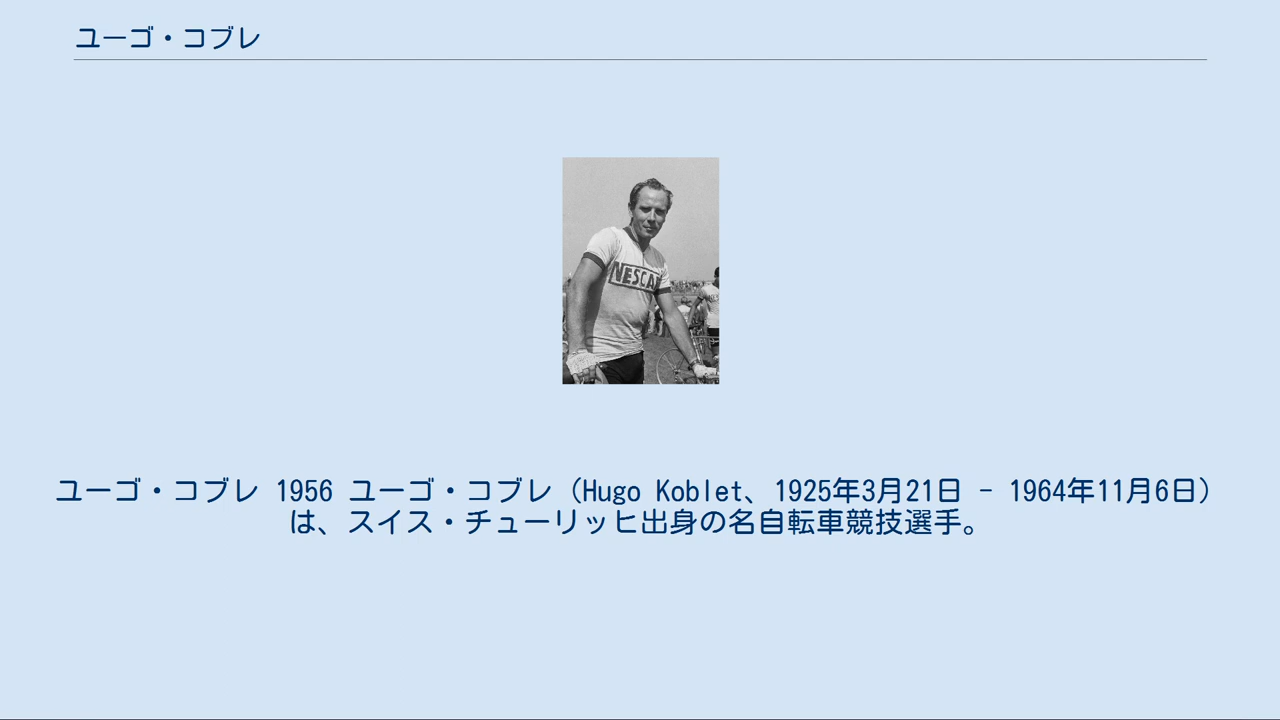 ユーゴ・コブレ
NESCAF
ユーゴ・コブレ 1956 ユーゴ・コブレ（Hugo Koblet、1925年3月21日 - 1964年11月6日）
は、スイス・チューリッヒ出身の名自転車競技選手。